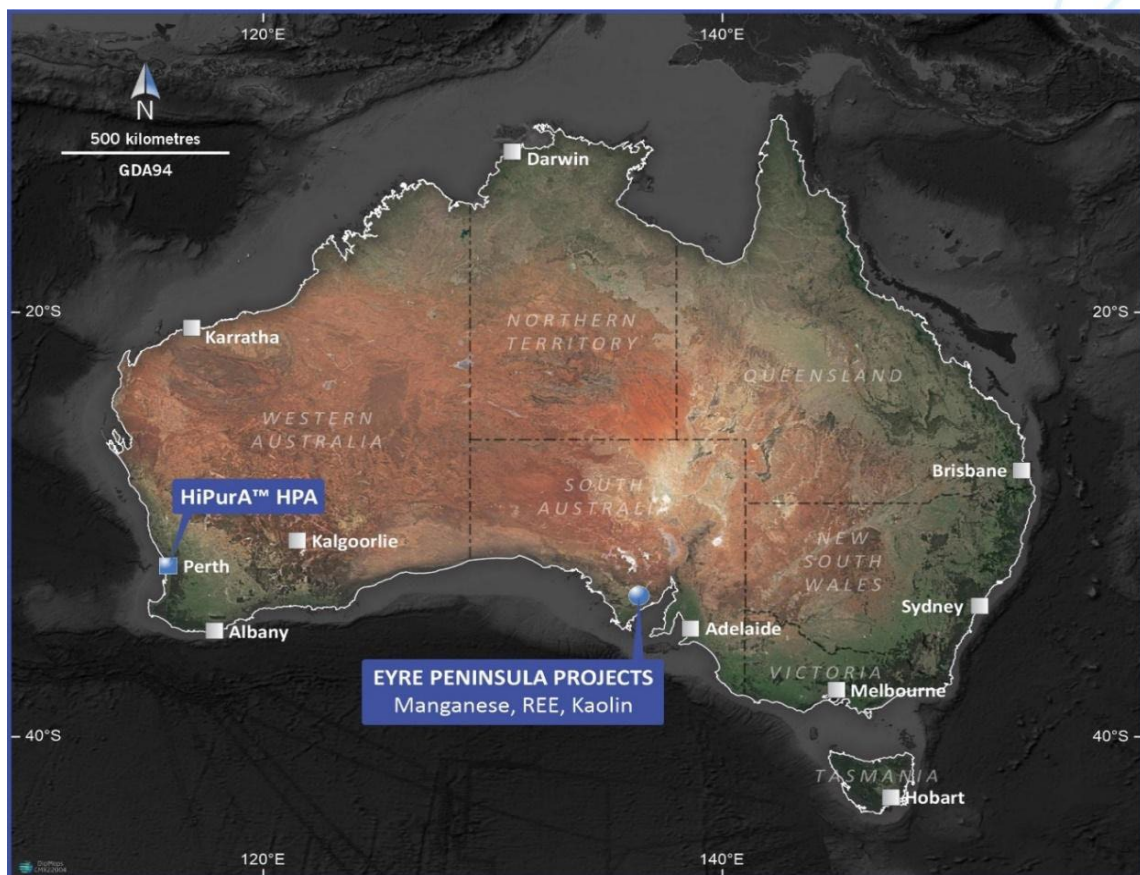 120°E
140°E
N
500 kilometres
GDA94
Darwin
20°S
20°S
Karratha
NORTHERN
TERRITORY
QUEENSLAND
WESTERN
AUSTRALIA
Brisbane
HiPurA™ HPA
SOUTH
AUSTRALIA
Kalgoorlie
NEW
SOUTH
WALES
Perth
Sydney
Albany
Adelaide
EYRE PENINSULA PROJECTS
Manganese, REE, Kaolin
VICTORIA
Melbourne
40°S
40°S
TASMANIA
Hobart
DigiMaps
120°E
140°E